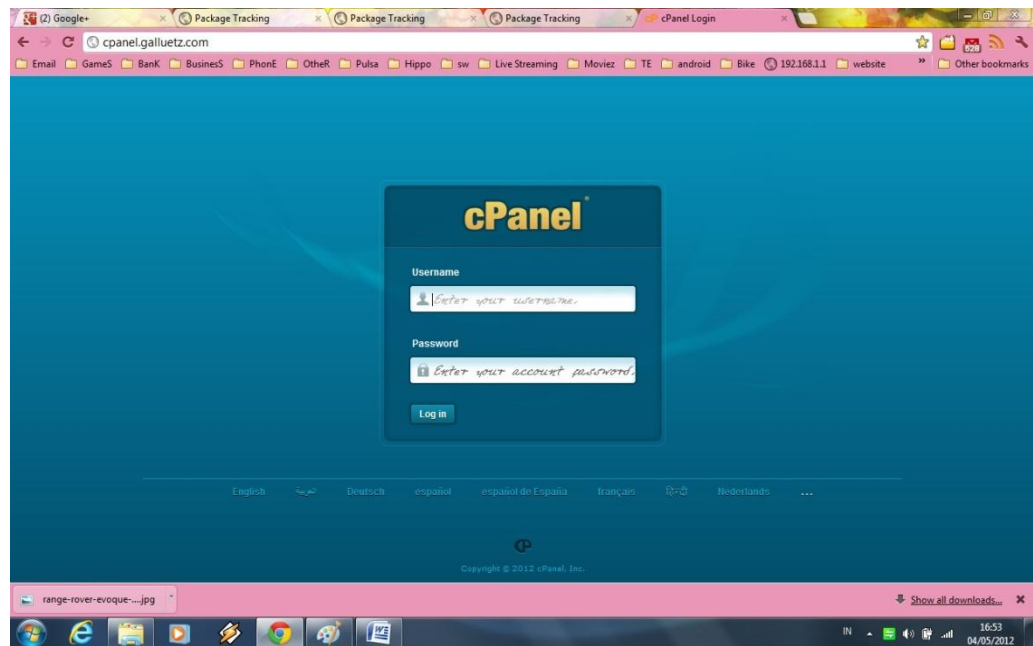 (2) Google+ Package Tracking Package Tracking Package Tracking cPanel Login
cpanel.galluetz.com 528
Email GameS BanK BusinesS PhonE OtheR Pulsa Hippo sw Live Streaming Moviez TE android Bike 192.168.1.1 website » Other bookmarks
cPanel®
Username
Enter your username.
Password
Enter your account password.
Log in
English العربية Deutsch español español de España français हिन्दी Nederlands ...
cP
Copyright © 2012 cPanel, Inc.
range-rover-evoque-....jpg Show all downloads...
IN 16:53
04/05/2012